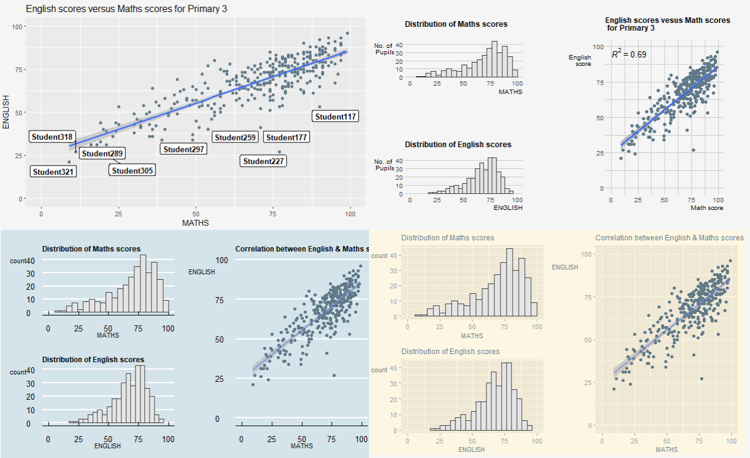 English scores versus Maths scores for Primary 3
ENGLISH
100
75
50
25
0
Student117
Student318
Student259
Student177
Student289
Student297
Student227
Student321
Student305
0
25
50
75
100
MATHS
Distribution of Maths scores
No. of
Pupils
40
30
20
10
0
0
25
50
75
100
MATHS
Distribution of English scores
No. of
Pupils
40
30
20
10
0
0
25
50
75
100
ENGLISH
English scores vesus Math scores
for Primary 3
English
score
R² = 0.69
100
75
50
25
0
0
25
50
75
100
Math score
Distribution of Maths scores
count
40
30
20
10
0
0
25
50
75
100
MATHS
Distribution of English scores
count
40
30
20
10
0
0
25
50
75
100
ENGLISH
Correlation between English & Maths s
ENGLISH
100
75
50
25
0
0
25
50
75
100
MATHS
Distribution of Maths scores
count
40
30
20
10
0
0
25
50
75
100
MATHS
Distribution of English scores
count
40
30
20
10
0
0
25
50
75
100
ENGLISH
Correlation between English & Maths scores
ENGLISH
100
75
50
25
0
0
25
50
75
100
MATHS